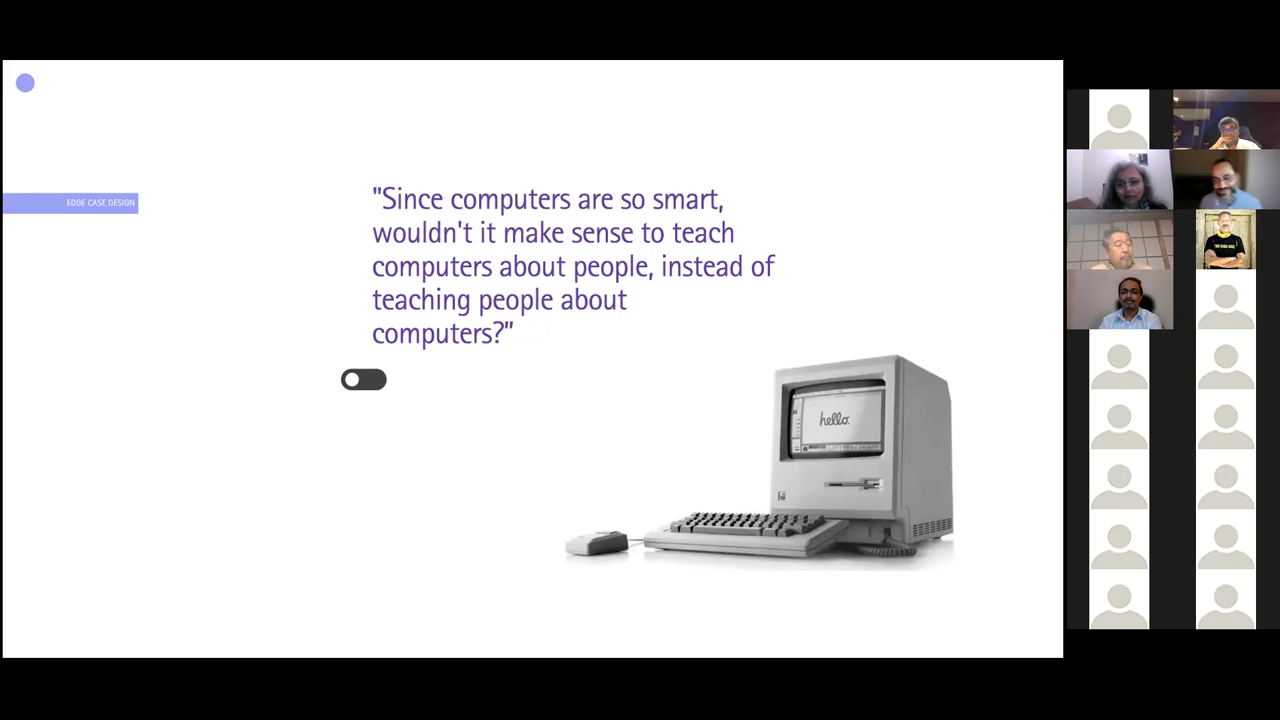 EDGE CASE DESIGN
"Since computers are so smart,
wouldn't it make sense to teach
computers about people, instead of
teaching people about
computers?”
hello.